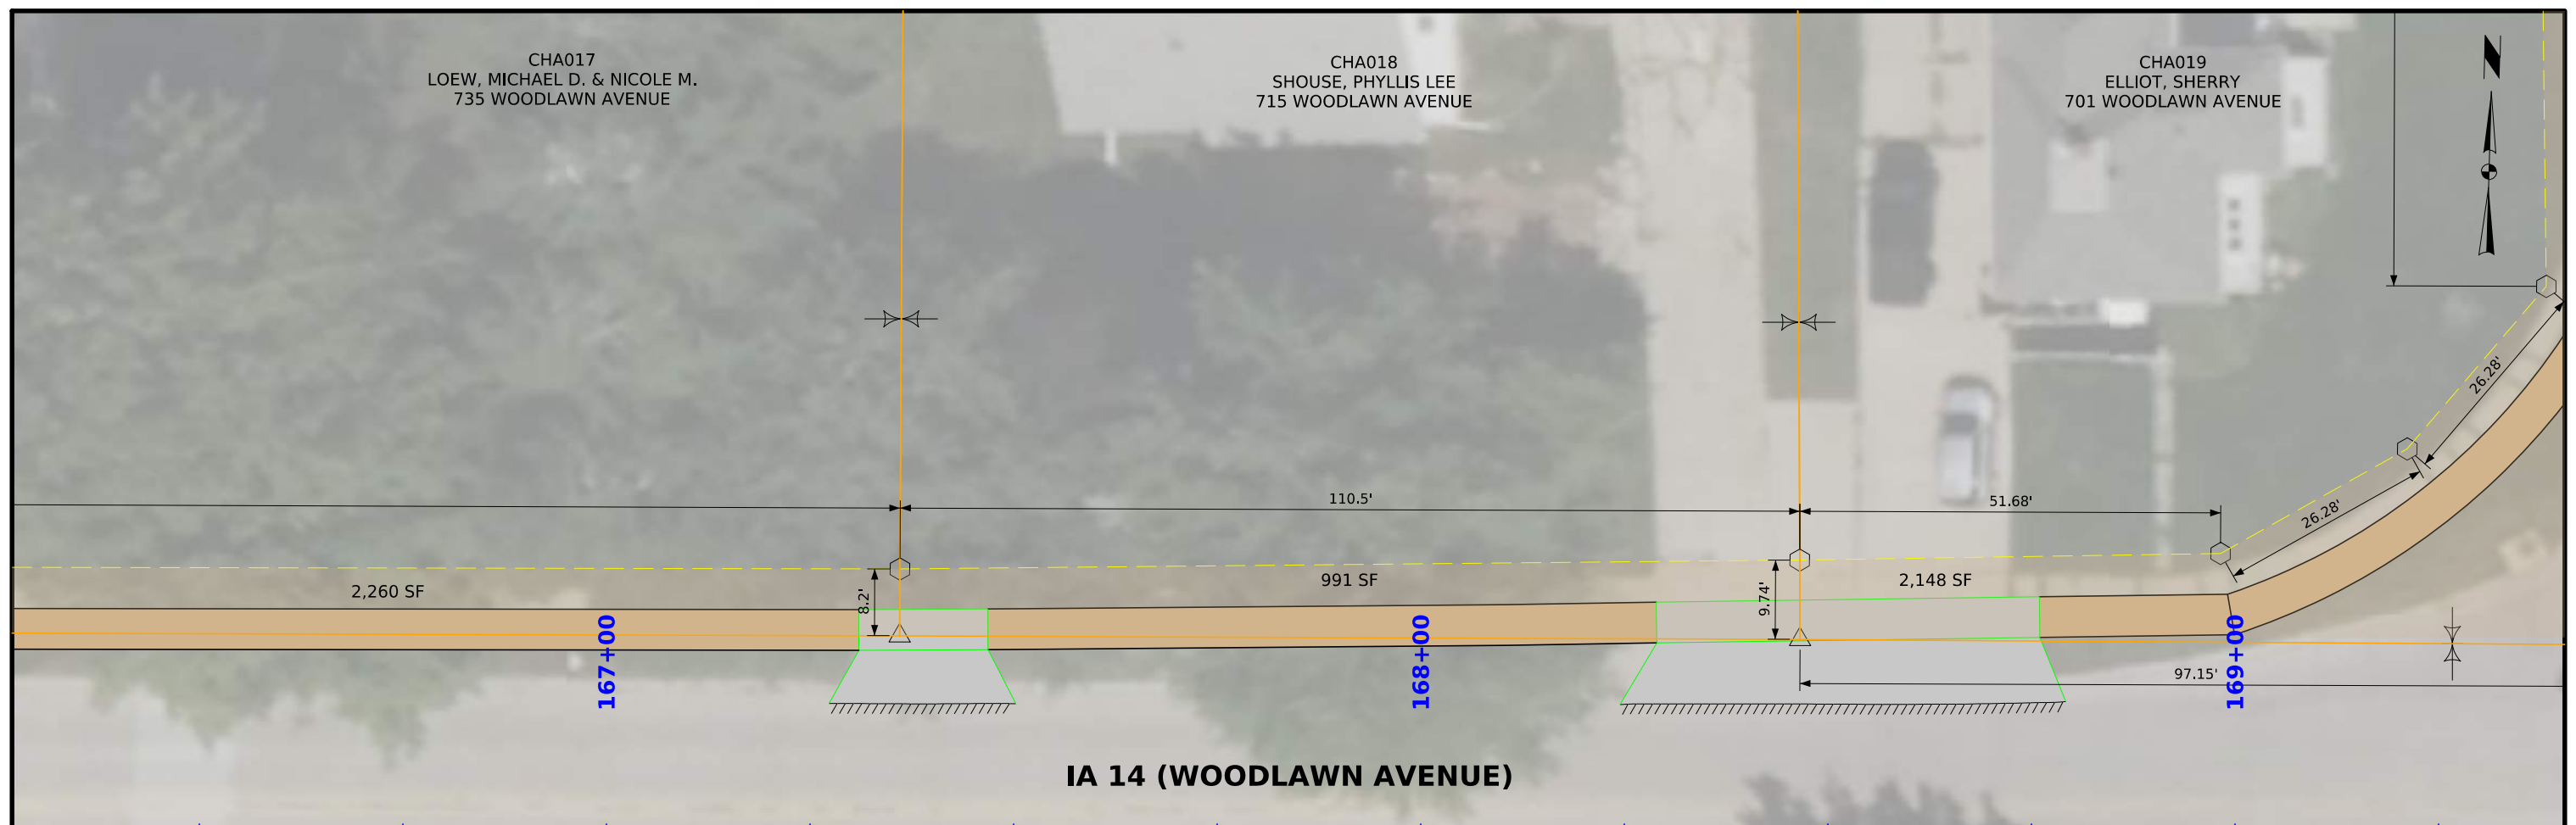 CHA017
LOEW, MICHAEL D. & NICOLE M.
735 WOODLAWN AVENUE
CHA018
SHOUSE, PHYLLIS LEE
715 WOODLAWN AVENUE
CHA019
ELLIOT, SHERRY
701 WOODLAWN AVENUE
N
26.28'
110.5'
51.68'
26.28'
2,260 SF
8.2'
991 SF
9.74'
2,148 SF
167+00
168+00
169+00
97.15'
IA 14 (WOODLAWN AVENUE)